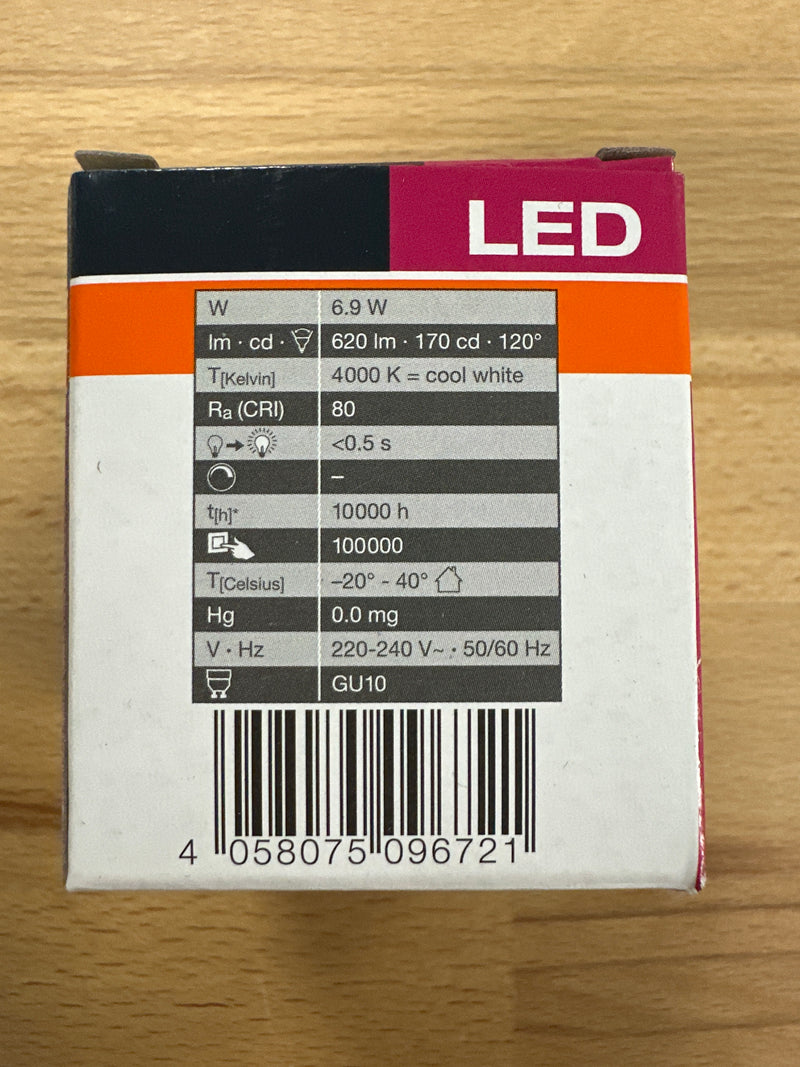 LED
W 6.9 W
lm · cd · 620 lm · 170 cd · 120°
T[Kelvin] 4000 K = cool white
Ra (CRI) 80
<0.5 s
–
t[h]* 10000 h
100000
T[Celsius] –20° - 40°
Hg 0.0 mg
V · Hz 220-240 V~ · 50/60 Hz
GU10
4 058075 096721